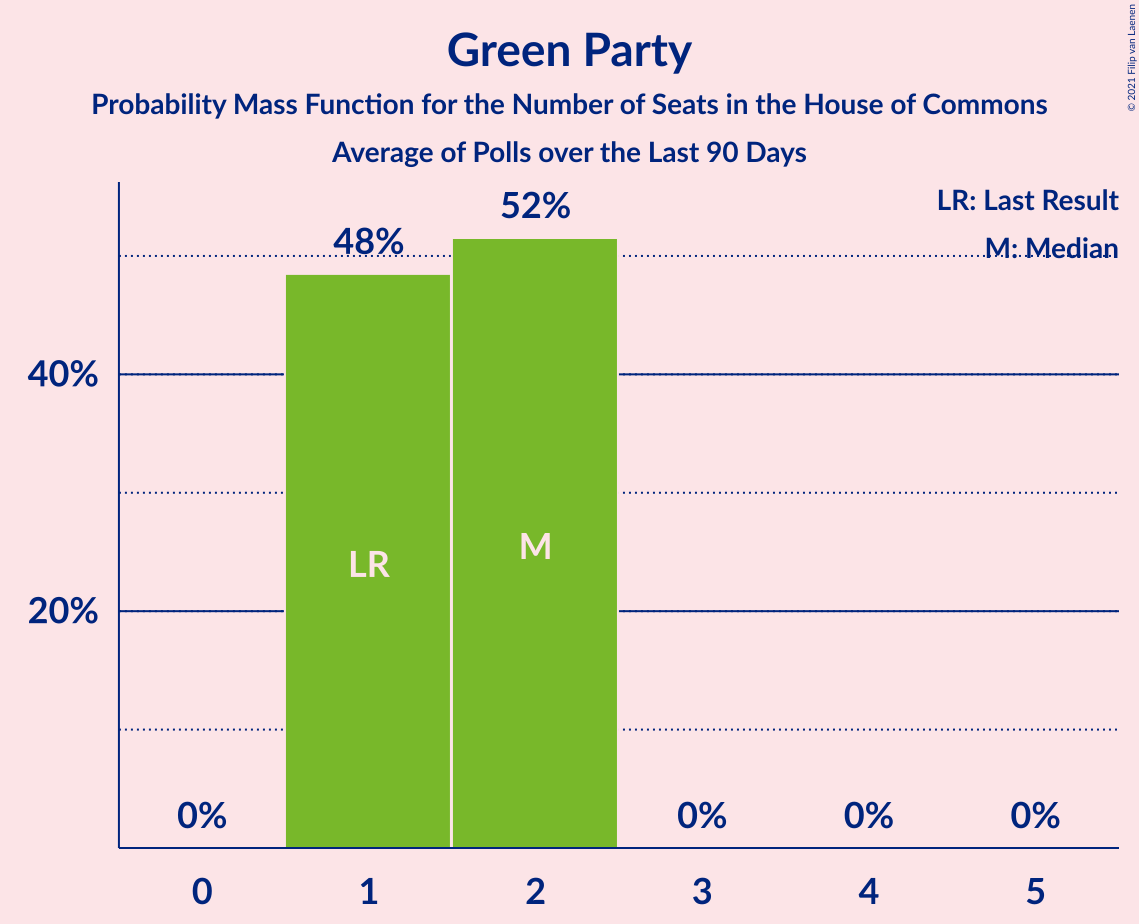 Green Party
Probability Mass Function for the Number of Seats in the House of Commons
Average of Polls over the Last 90 Days
© 2021 Filip van Laenen
LR: Last Result
M: Median
52%
48%
40%
20%
LR
M
0%
0%
0%
0%
0
1
2
3
4
5